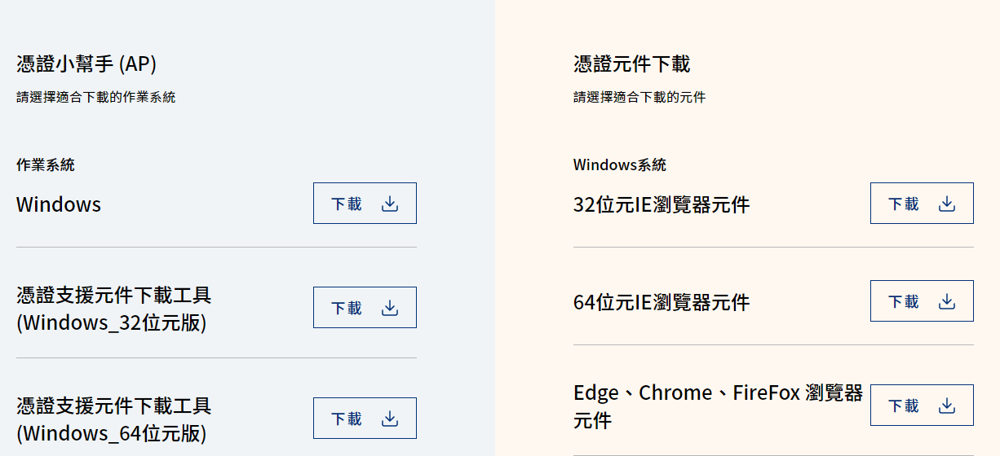 憑證小幫手 (AP)
請選擇適合下載的作業系統
作業系統
Windows
下載
憑證支援元件下載工具
(Windows_32位元版)
下載
憑證支援元件下載工具
(Windows_64位元版)
下載
憑證元件下載
請選擇適合下載的元件
Windows系統
32位元IE瀏覽器元件
下載
64位元IE瀏覽器元件
下載
Edge、Chrome、FireFox 瀏覽器
元件
下載